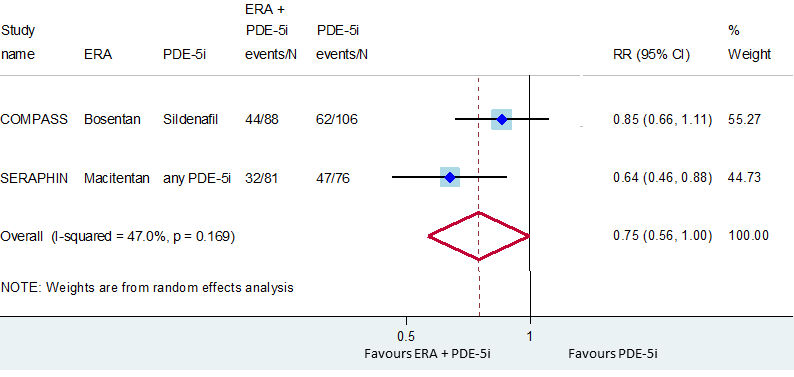 ERA +
Study PDE-5i PDE-5i %
name ERA PDE-5i events/N events/N RR (95% CI) Weight
COMPASS Bosentan Sildenafil 44/88 62/106 0.85 (0.66, 1.11) 55.27
SERAPHIN Macitentan any PDE-5i 32/81 47/76 0.64 (0.46, 0.88) 44.73
Overall (I-squared = 47.0%, p = 0.169) 0.75 (0.56, 1.00) 100.00
NOTE: Weights are from random effects analysis
0.5 1
Favours ERA + PDE-5i Favours PDE-5i